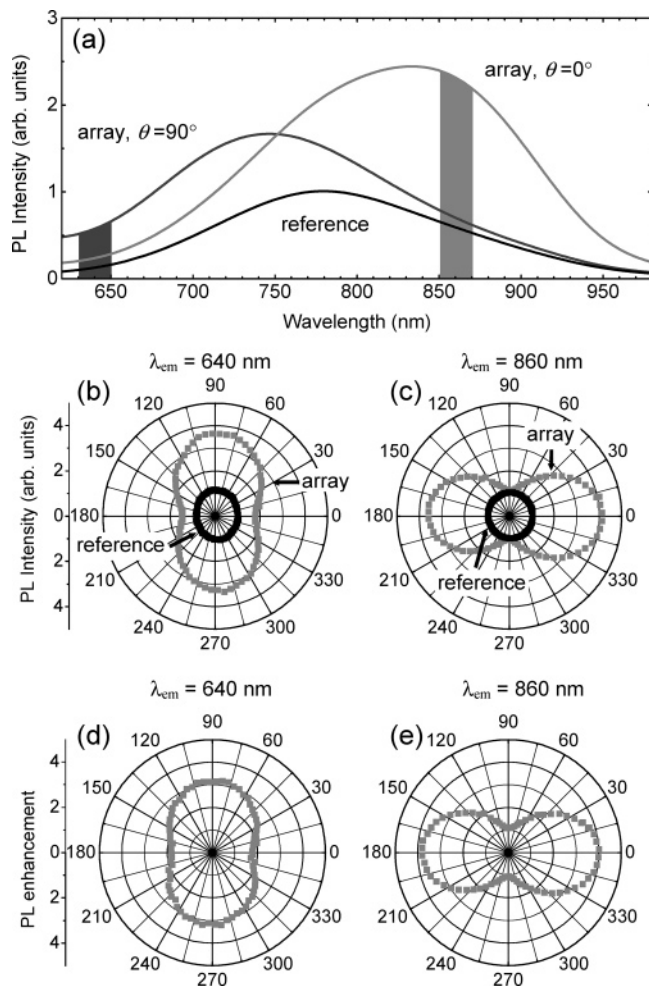 (a)
PL Intensity (arb. units)
3
2
1
0
array, θ=0°
array, θ=90°
reference
650 700 750 800 850 900 950
Wavelength (nm)
λem = 640 nm
(b)
PL Intensity (arb. units)
4
2
0
2
4
90
120 60
150 30
180 0
210 330
240 300
270
array
reference
λem = 860 nm
(c)
90
120 60
150 30
180 0
210 330
240 300
270
array
reference
λem = 640 nm
(d)
PL enhancement
4
2
0
2
4
90
120 60
150 30
180 0
210 330
240 300
270
λem = 860 nm
(e)
90
120 60
150 30
180 0
210 330
240 300
270